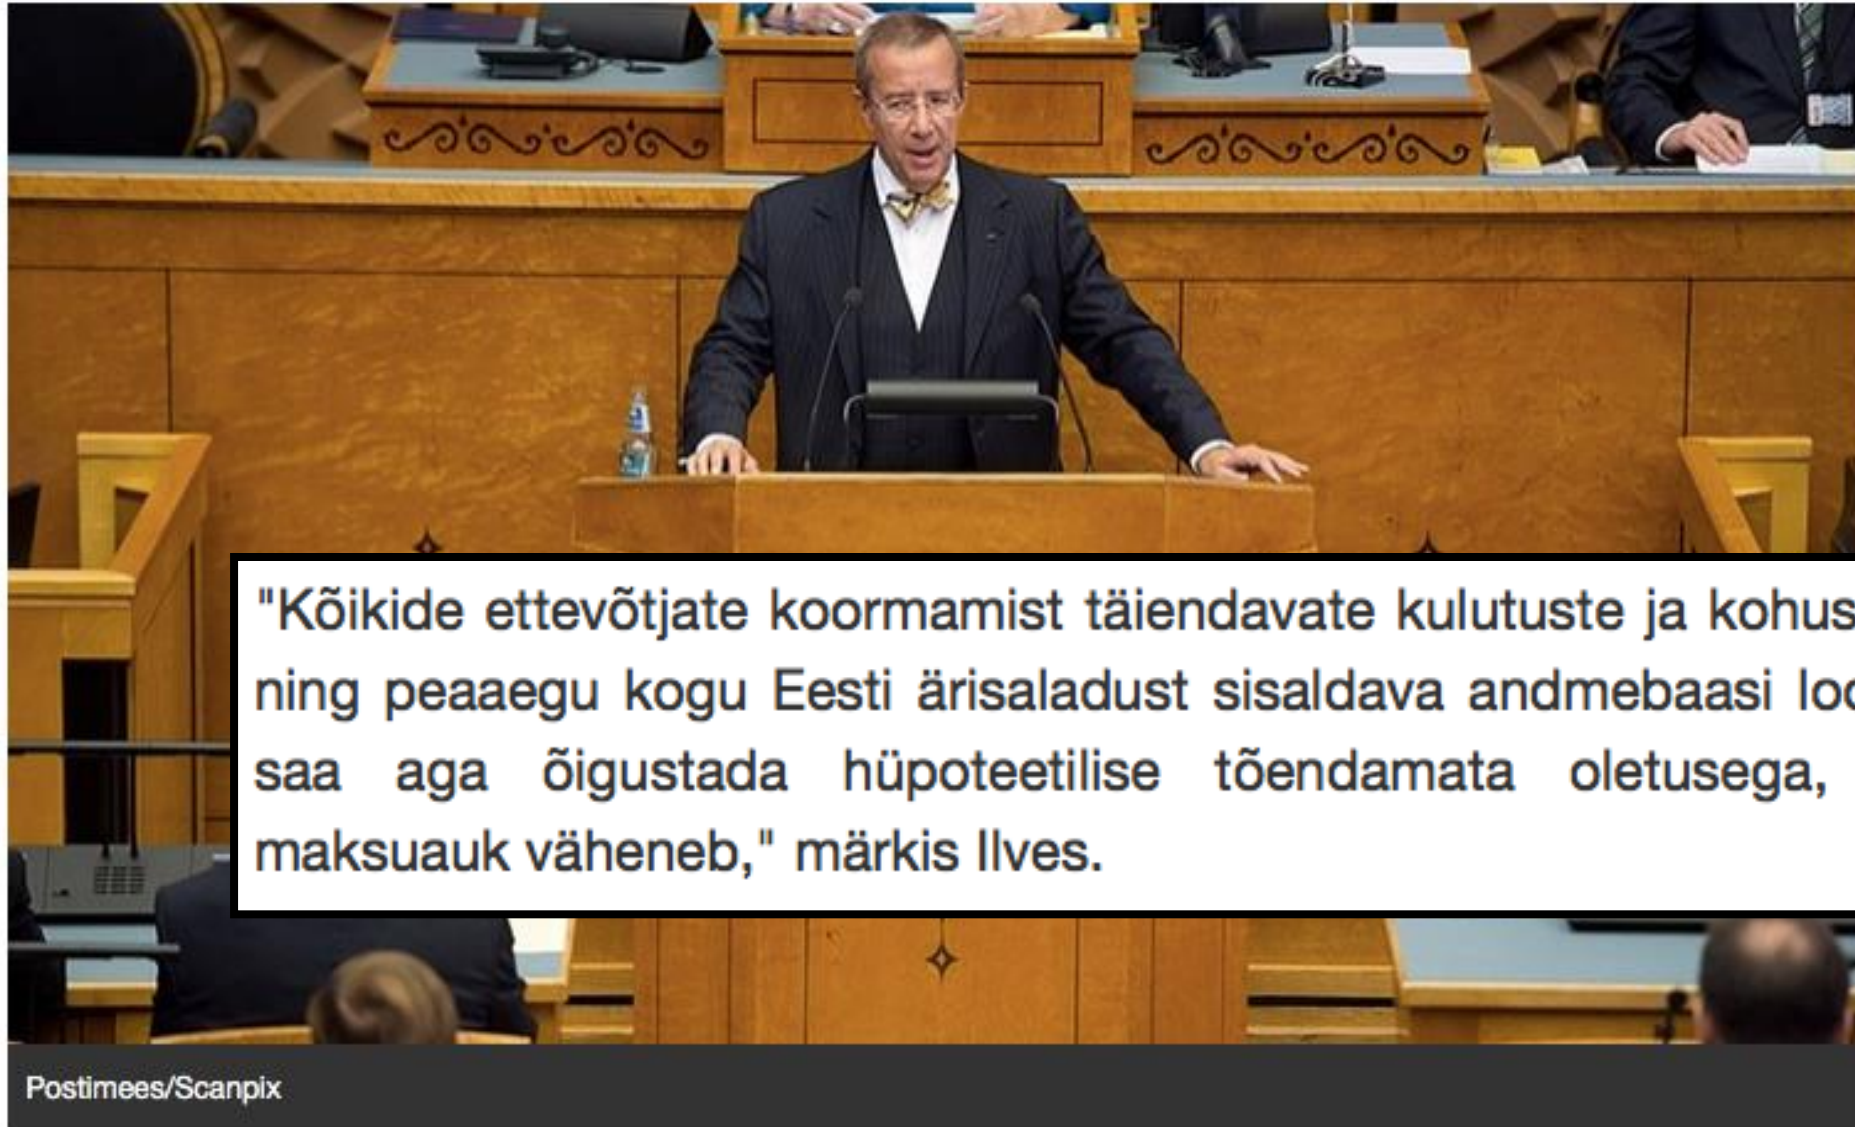 "Kõikide ettevõtjate koormamist täiendavate kulutuste ja kohus
ning peaaegu kogu Eesti ärisaladust sisaldava andmebaasi loo
saa aga õigustada hüpoteetilise tõendamata oletusega,
maksuauk väheneb," märkis Ilves.
Postimees/Scanpix